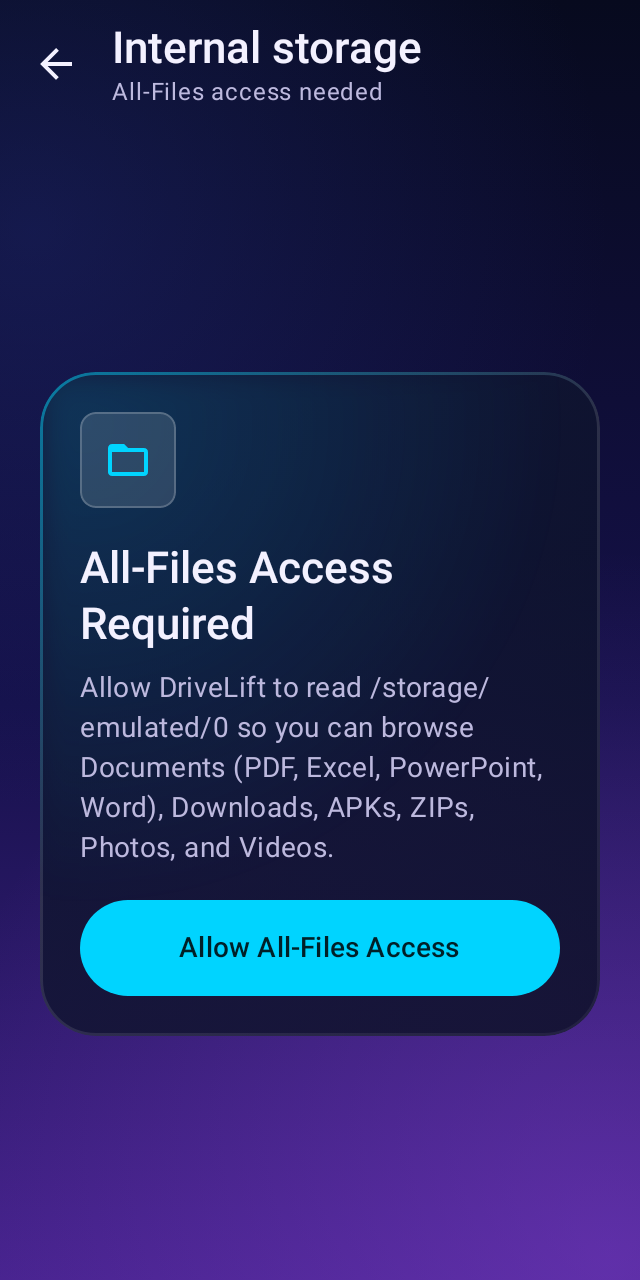 Internal storage
All-Files access needed
All-Files Access
Required
Allow DriveLift to read /storage/
emulated/0 so you can browse
Documents (PDF, Excel, PowerPoint,
Word), Downloads, APKs, ZIPs,
Photos, and Videos.
Allow All-Files Access